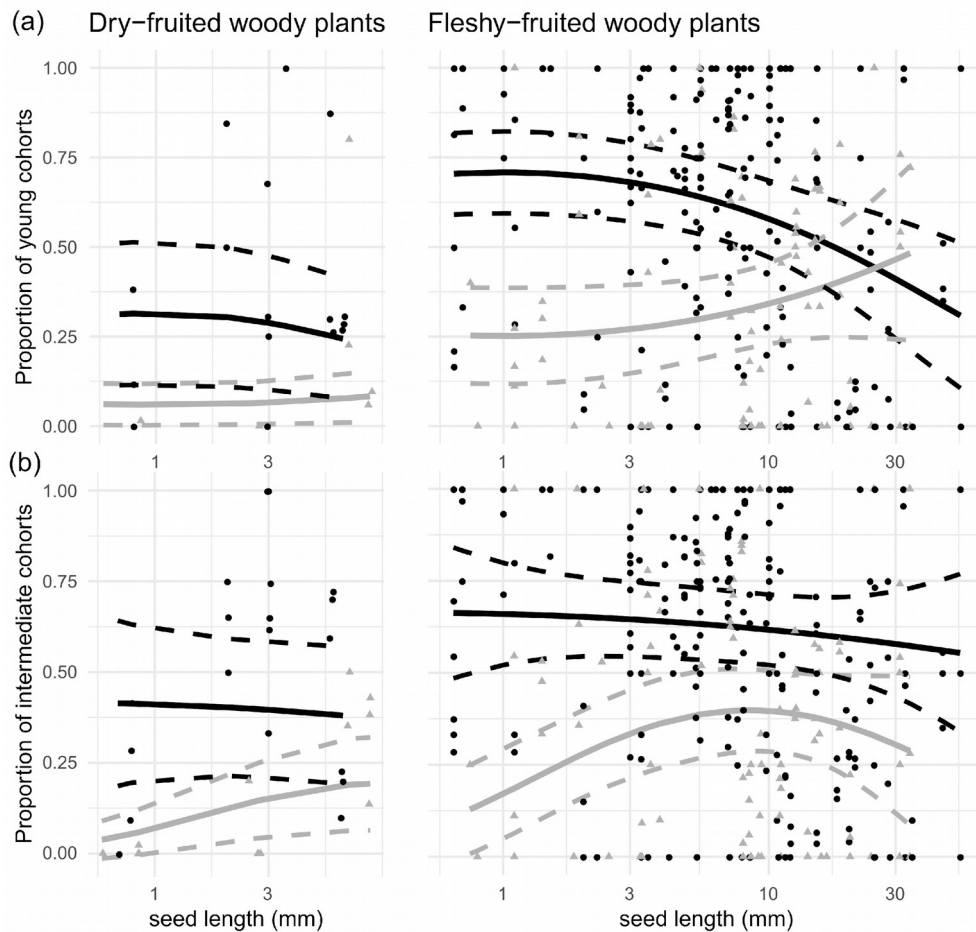 (a) Dry−fruited woody plants Fleshy−fruited woody plants
Proportion of young cohorts
1.00
0.75
0.50
0.25
0.00
1 3 1 3 10 30
(b)
Proportion of intermediate cohorts
1.00
0.75
0.50
0.25
0.00
1 3 1 3 10 30
seed length (mm) seed length (mm)